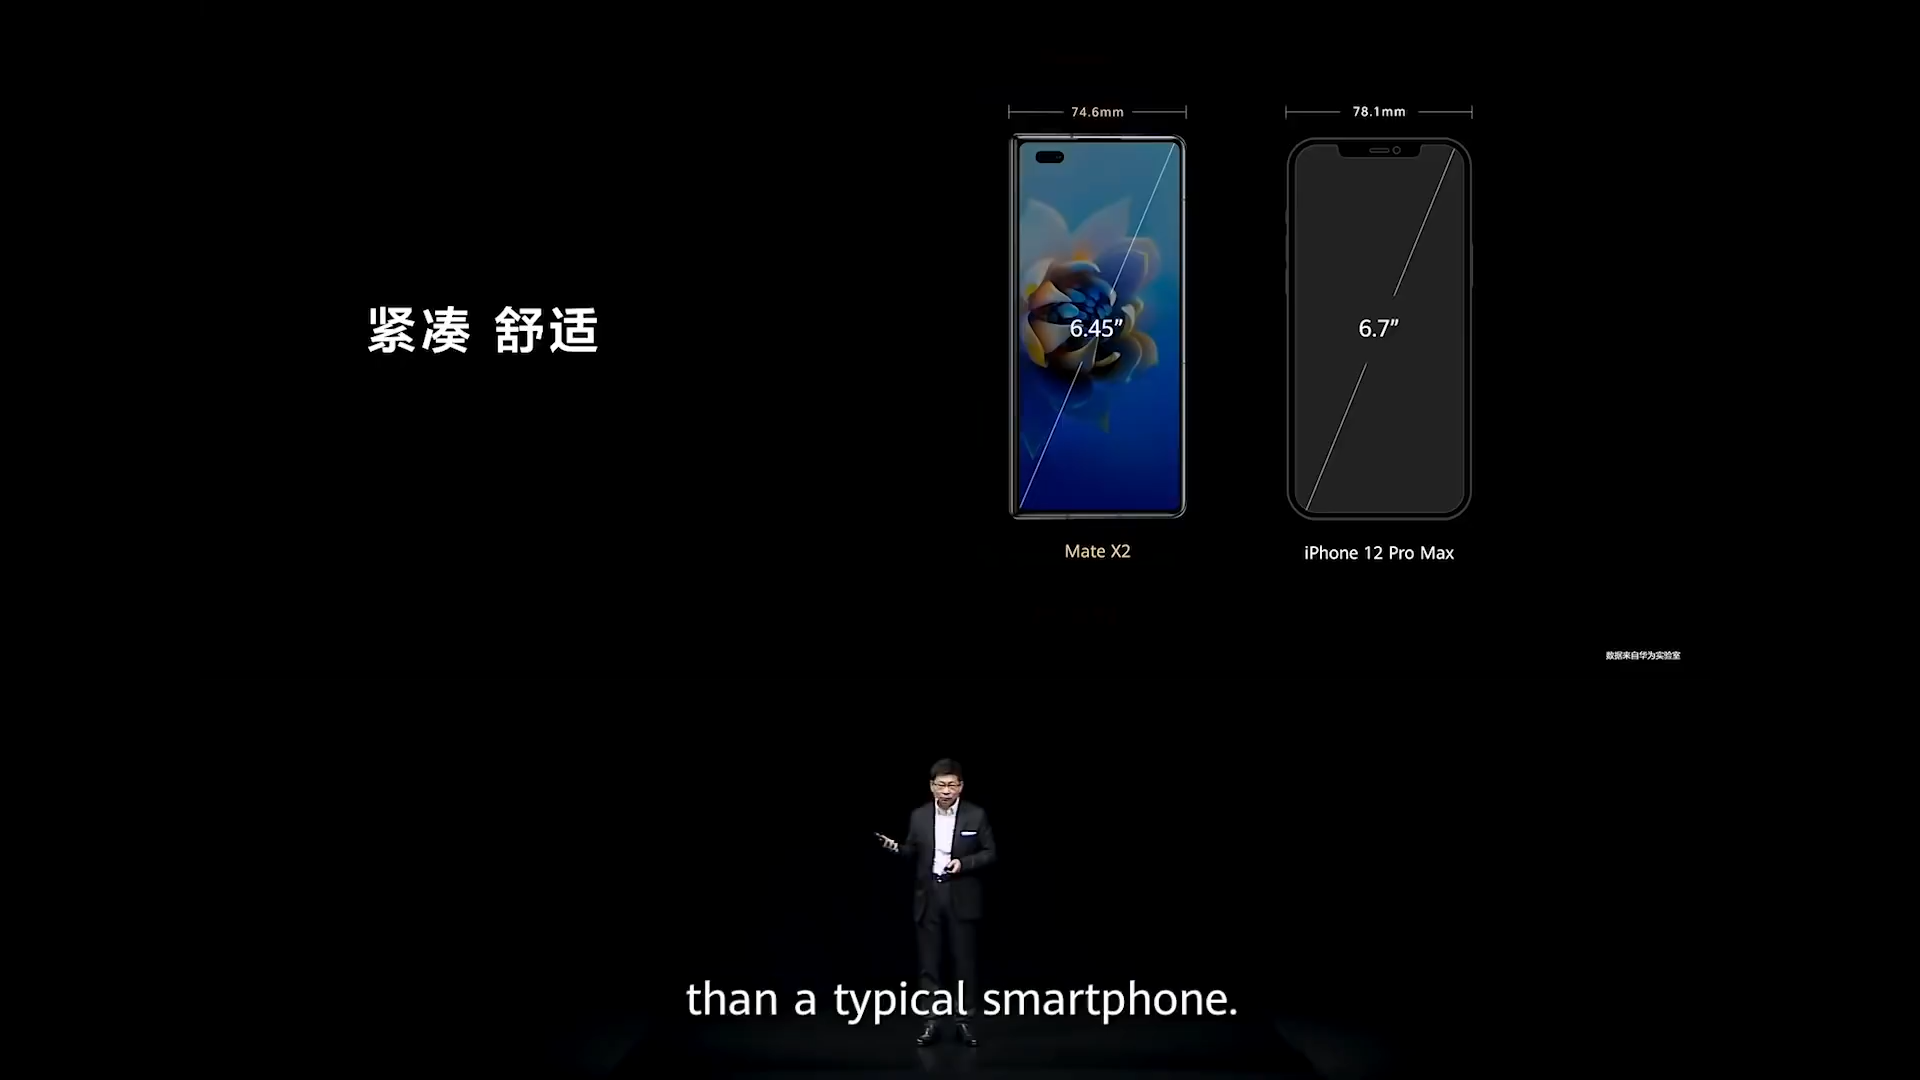 74.6mm
78.1mm
紧凑 舒适
6.45”
6.7”
Mate X2
iPhone 12 Pro Max
数据来自华为实验室
than a typical smartphone.